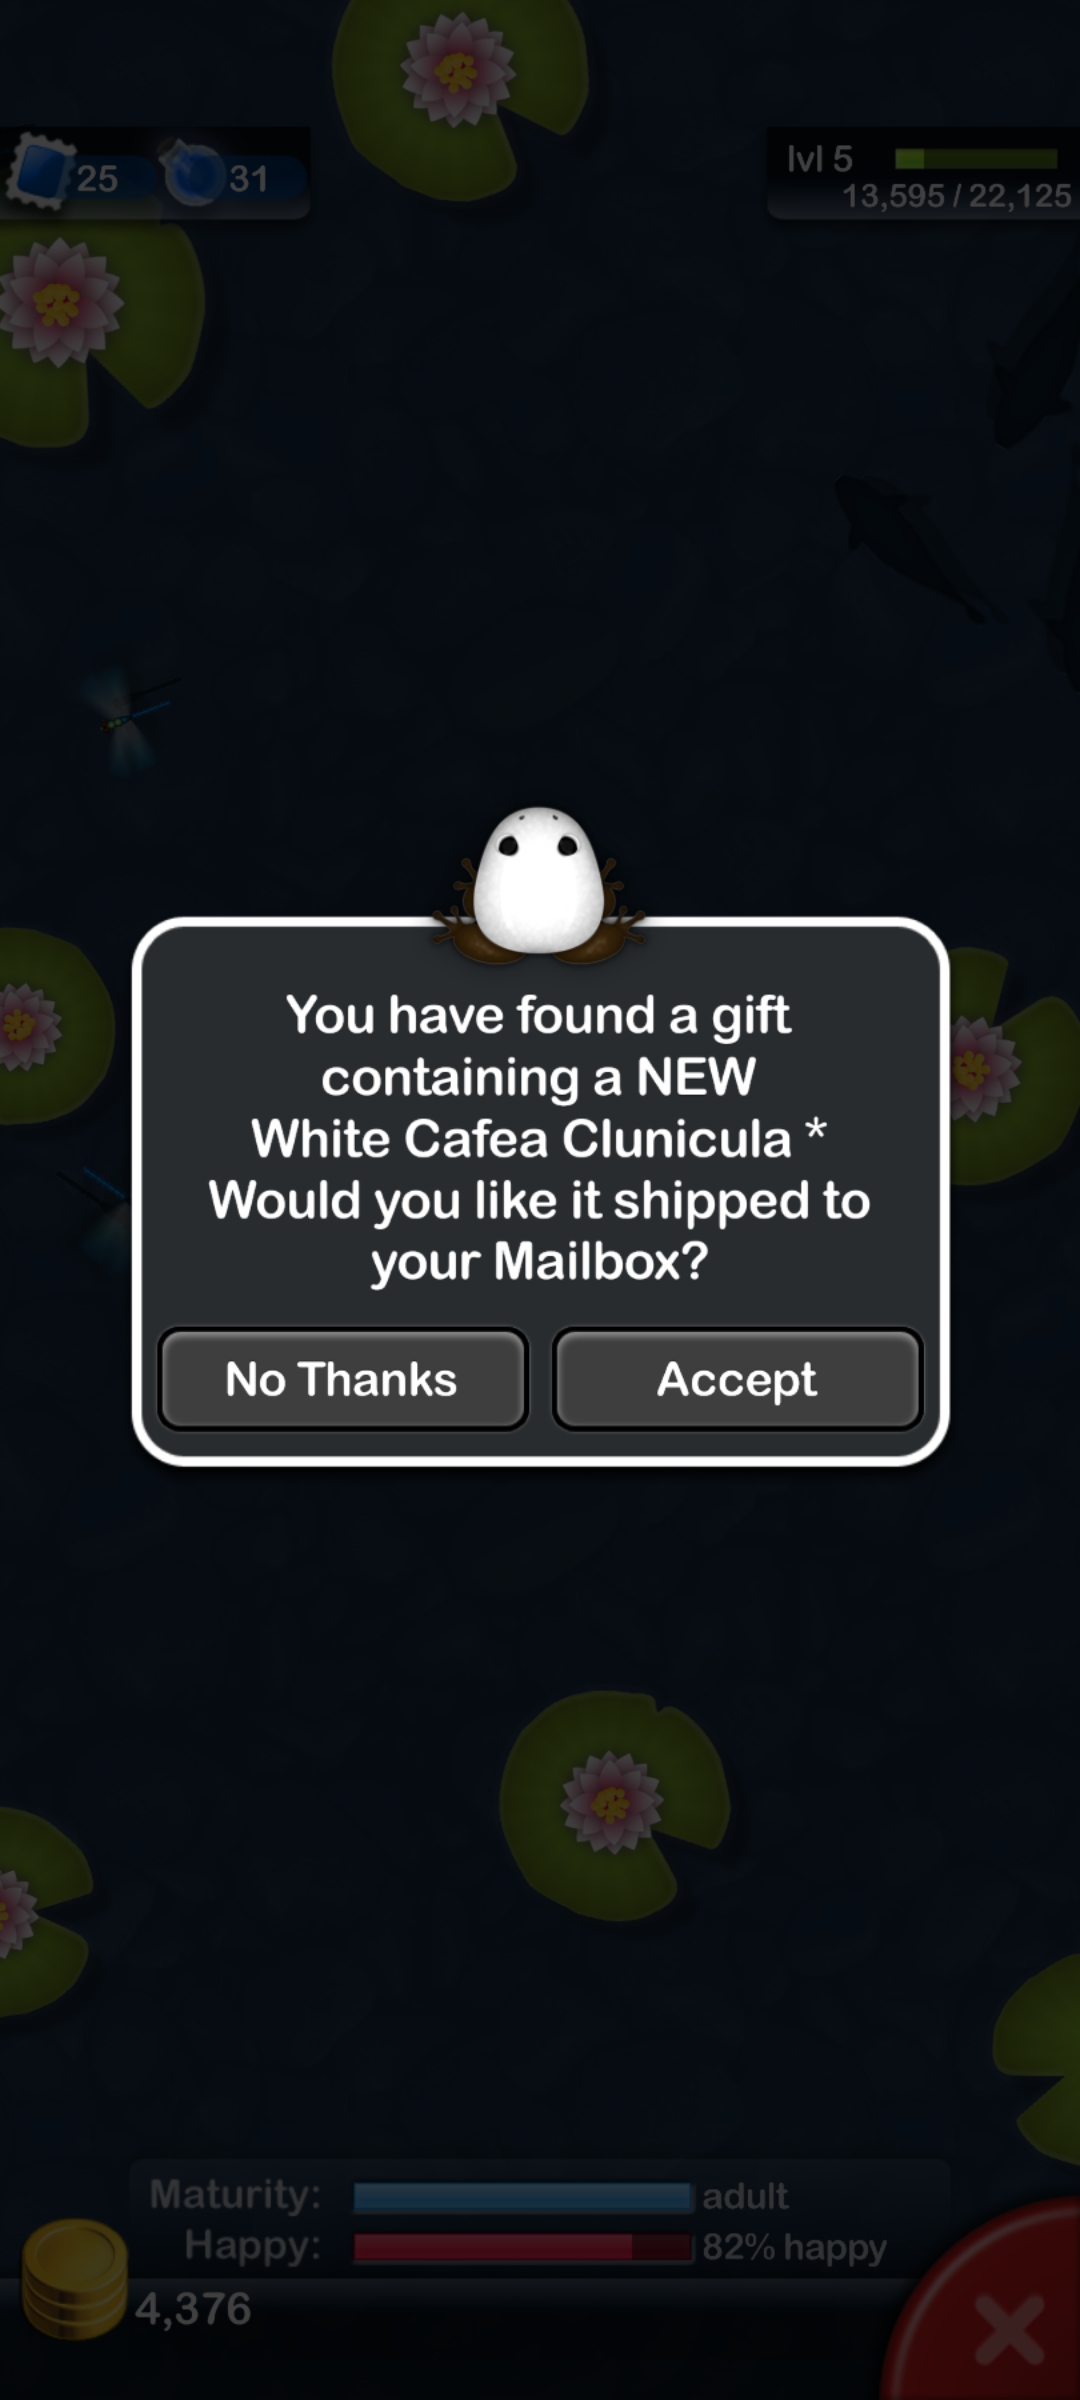 25
31
lvl 5
13,595 / 22,125
You have found a gift
containing a NEW
White Cafea Clunicula *
Would you like it shipped to
your Mailbox?
No Thanks
Accept
Maturity: adult
Happy: 82% happy
4,376